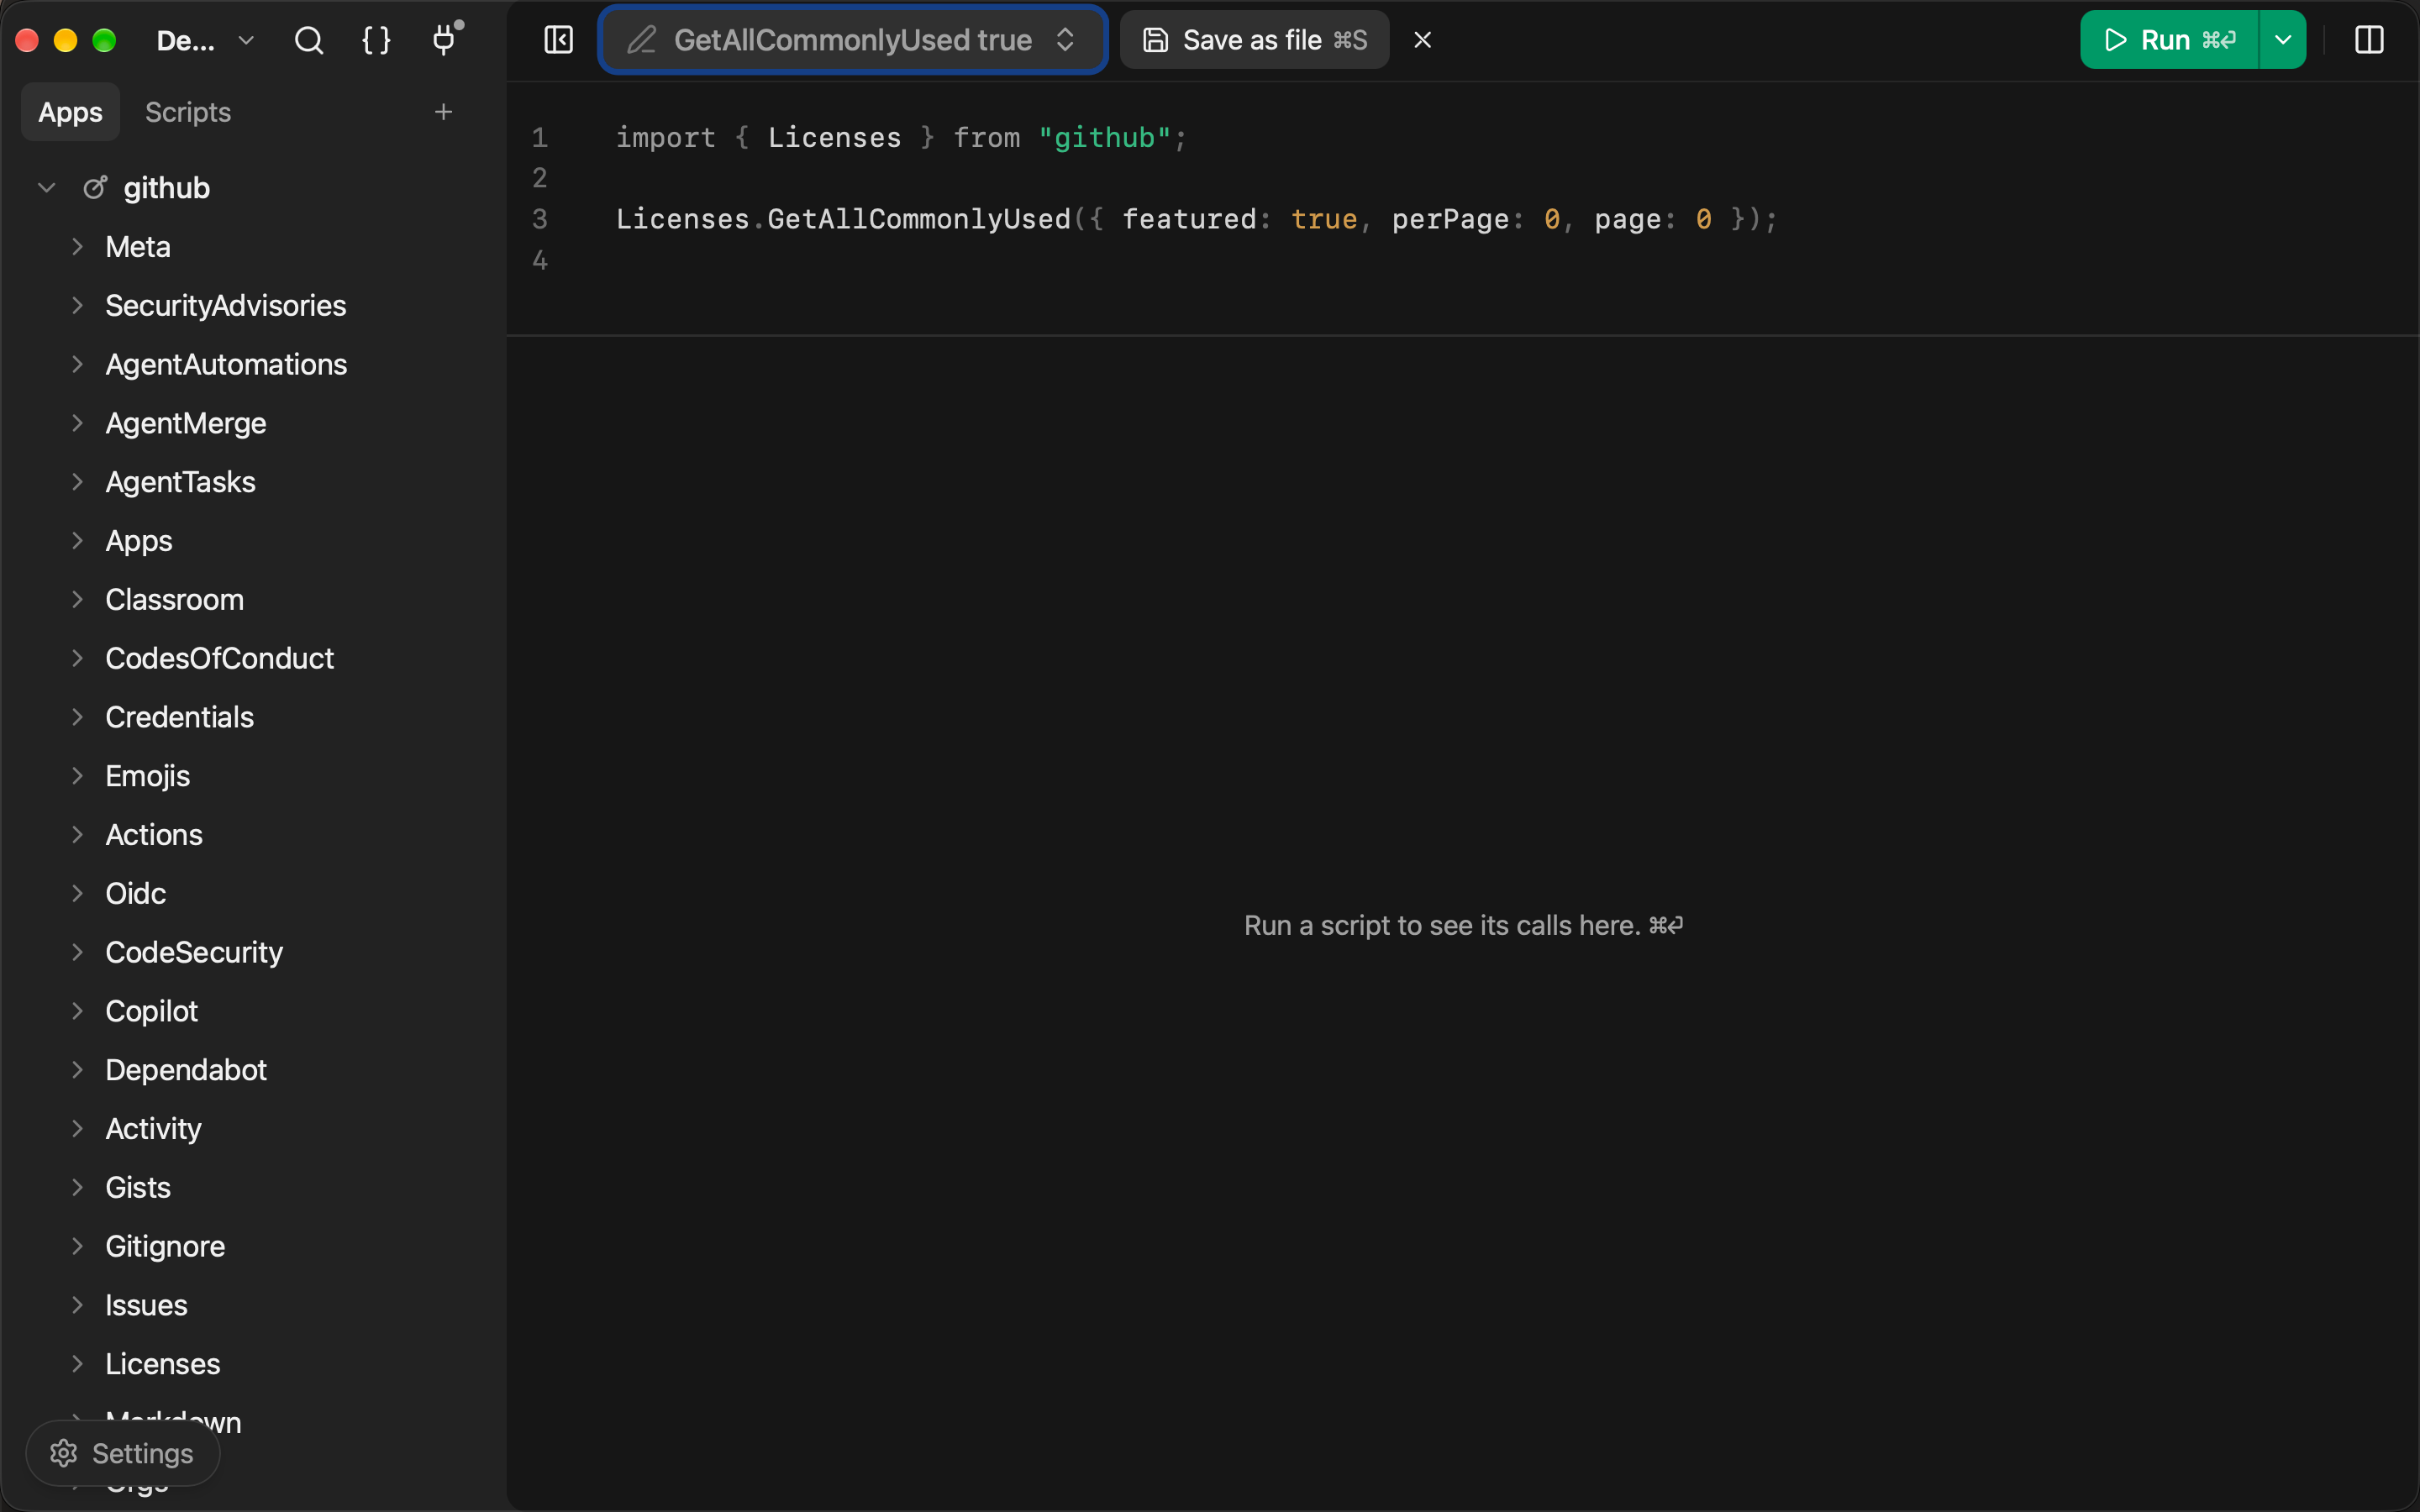 De...
GetAllCommonlyUsed true
Save as file ⌘S
Run ⌘↩
Apps
Scripts
github
Meta
SecurityAdvisories
AgentAutomations
AgentMerge
AgentTasks
Apps
Classroom
CodesOfConduct
Credentials
Emojis
Actions
Oidc
CodeSecurity
Copilot
Dependabot
Activity
Gists
Gitignore
Issues
Licenses
Markdown
Settings
Orgs
1 import { Licenses } from "github";
2
3 Licenses.GetAllCommonlyUsed({ featured: true, perPage: 0, page: 0 });
4
Run a script to see its calls here. ⌘↩